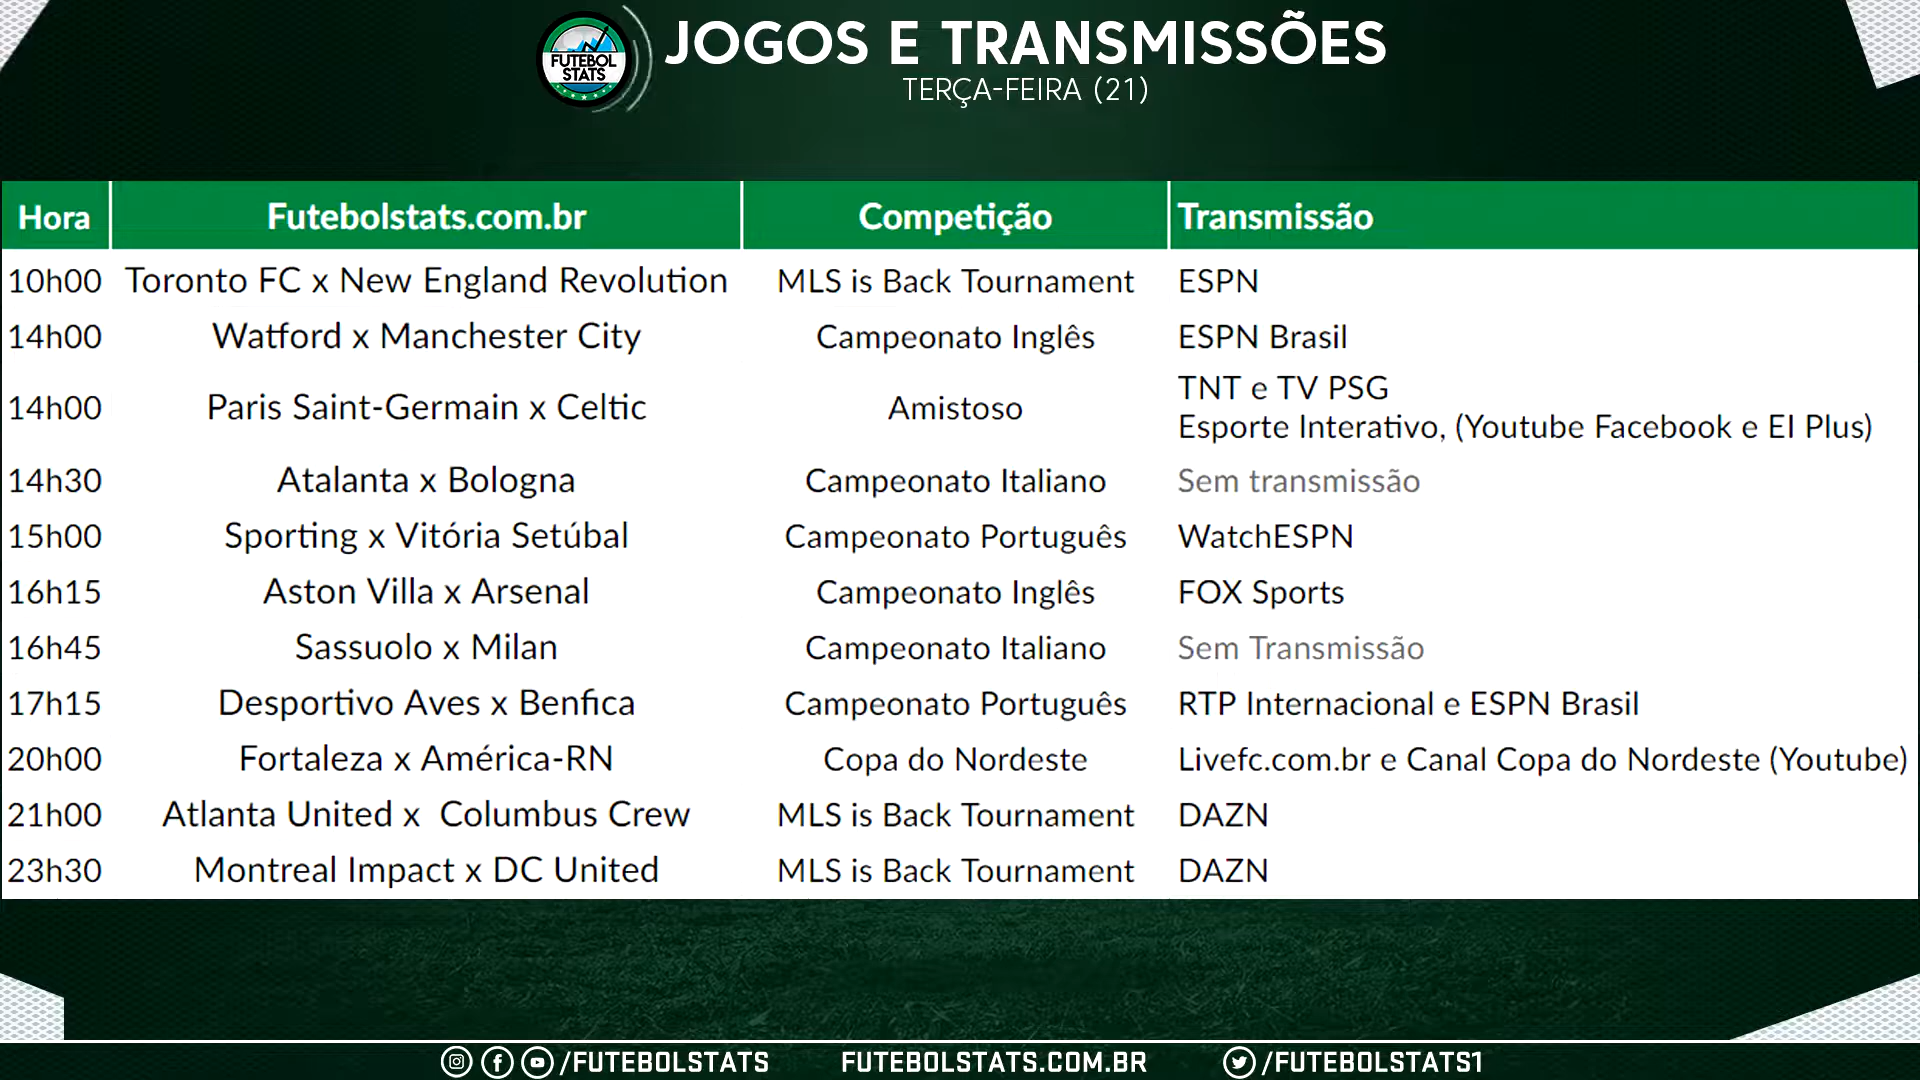 FUTEBOL
STATS
JOGOS E TRANSMISSÕES
TERÇA-FEIRA (21)
Hora Futebolstats.com.br Competição Transmissão
10h00 Toronto FC x New England Revolution MLS is Back Tournament ESPN
14h00 Watford x Manchester City Campeonato Inglês ESPN Brasil
14h00 Paris Saint-Germain x Celtic Amistoso TNT e TV PSG
Esporte Interativo, (Youtube Facebook e EI Plus)
14h30 Atalanta x Bologna Campeonato Italiano Sem transmissão
15h00 Sporting x Vitória Setúbal Campeonato Português WatchESPN
16h15 Aston Villa x Arsenal Campeonato Inglês FOX Sports
16h45 Sassuolo x Milan Campeonato Italiano Sem Transmissão
17h15 Desportivo Aves x Benfica Campeonato Português RTP Internacional e ESPN Brasil
20h00 Fortaleza x América-RN Copa do Nordeste Livefc.com.br e Canal Copa do Nordeste (Youtube)
21h00 Atlanta United x Columbus Crew MLS is Back Tournament DAZN
23h30 Montreal Impact x DC United MLS is Back Tournament DAZN
/FUTEBOLSTATS FUTEBOLSTATS.COM.BR /FUTEBOLSTATS1